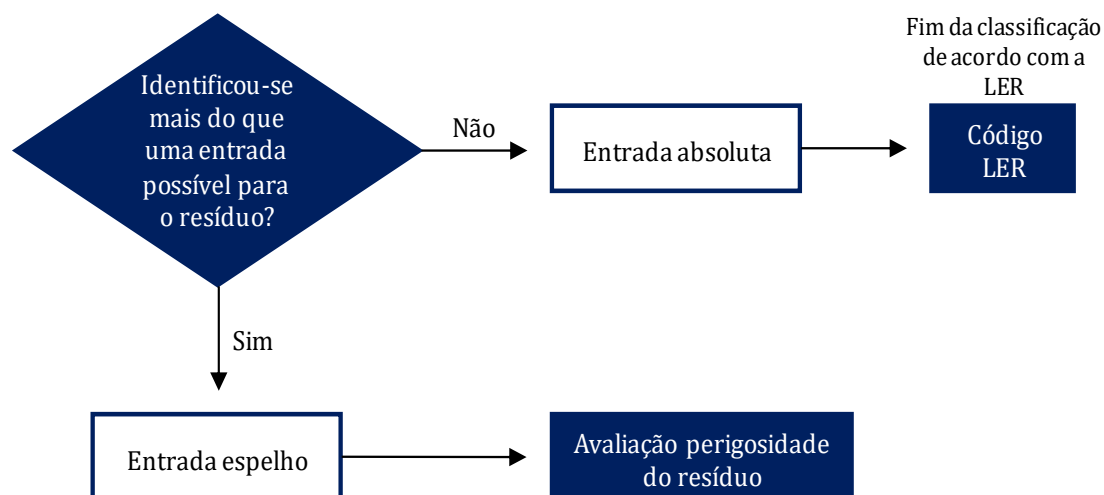 Identificou-se
mais do que
uma entrada
possível para
o resíduo?
Não
Entrada absoluta
Fim da classificação
de acordo com a
LER
Código
LER
Sim
Entrada espelho
Avaliação perigosidade
do resíduo